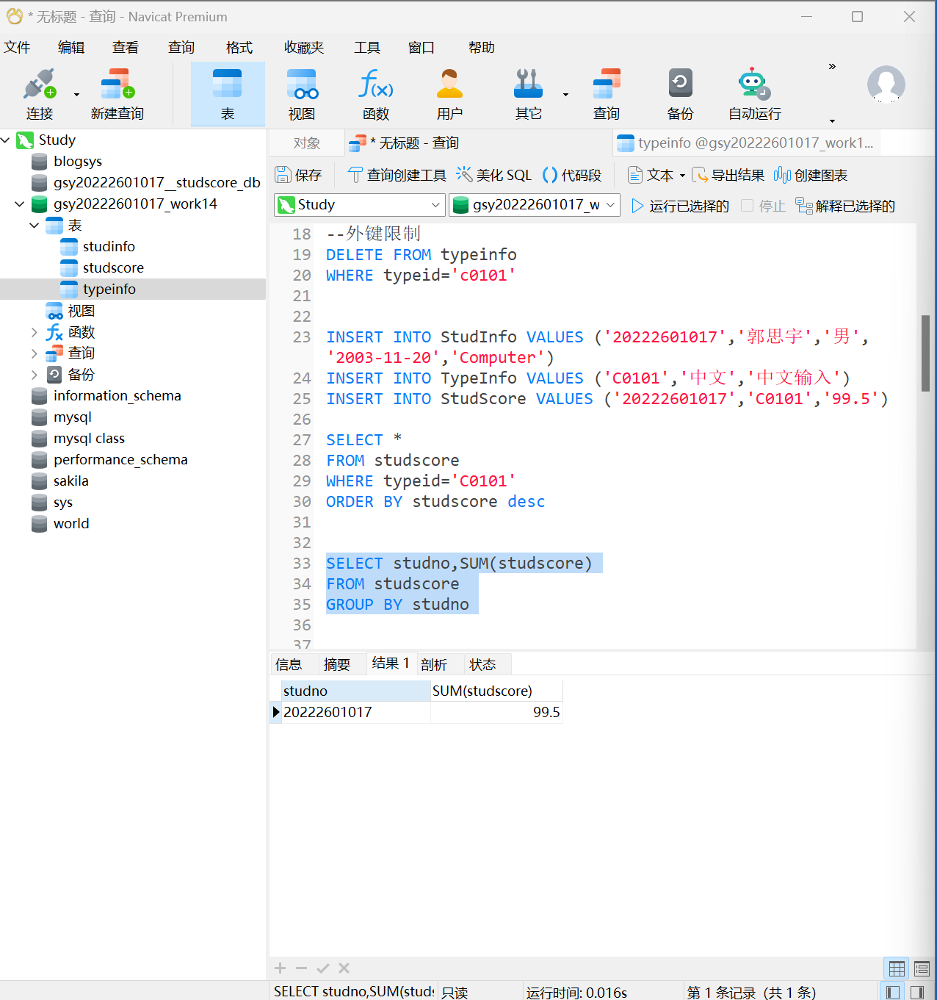 * 无标题 - 查询 - Navicat Premium
文件 编辑 查看 查询 格式 收藏夹 工具 窗口 帮助
连接 新建查询 表 视图 函数 用户 其它 查询 备份 自动运行
Study
blogsys
gsy20222601017__studscore_db
gsy20222601017_work14
表
studinfo
studscore
typeinfo
视图
函数
查询
备份
information_schema
mysql
mysql class
performance_schema
sakila
sys
world
对象 * 无标题 - 查询 typeinfo @gsy20222601017_work1...
保存 查询创建工具 美化 SQL 代码段 文本 导出结果 创建图表
Study gsy20222601017_w 运行已选择的 停止 解释已选择的
18 --外键限制
19 DELETE FROM typeinfo
20 WHERE typeid='c0101'
21
22
23 INSERT INTO StudInfo VALUES ('20222601017','郭思宇','男',
'2003-11-20','Computer')
24 INSERT INTO TypeInfo VALUES ('C0101','中文','中文输入')
25 INSERT INTO StudScore VALUES ('20222601017','C0101','99.5')
26
27 SELECT *
28 FROM studscore
29 WHERE typeid='C0101'
30 ORDER BY studscore desc
31
32
33 SELECT studno,SUM(studscore)
34 FROM studscore
35 GROUP BY studno
36
37
信息 摘要 结果 1 剖析 状态
studno SUM(studscore)
20222601017 99.5
SELECT studno,SUM(stud 只读 运行时间: 0.016s 第 1 条记录（共 1 条）